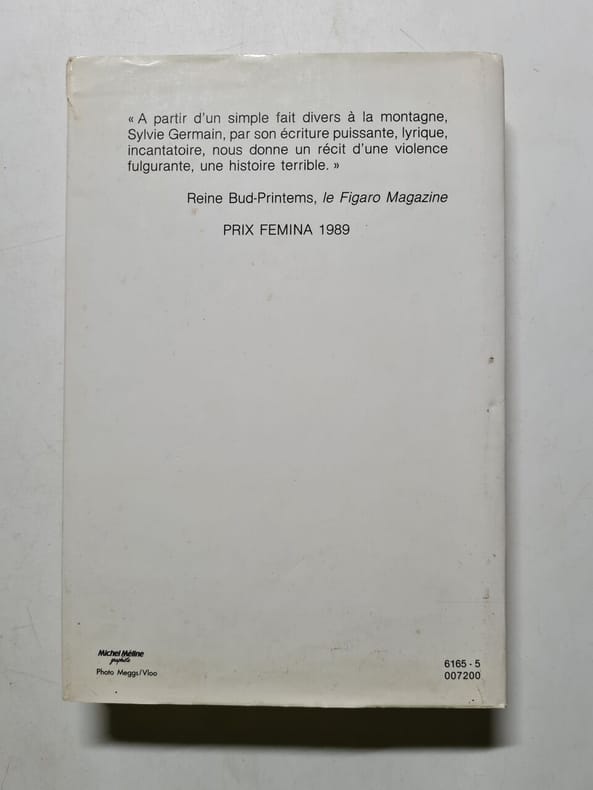 « A partir d'un simple fait divers à la montagne,
Sylvie Germain, par son écriture puissante, lyrique,
incantatoire, nous donne un récit d'une violence
fulgurante, une histoire terrible. »
Reine Bud-Printems, le Figaro Magazine
PRIX FEMINA 1989
Michel Méline
graphiste
Photo Meggs/Vloo
6165 · 5
007200